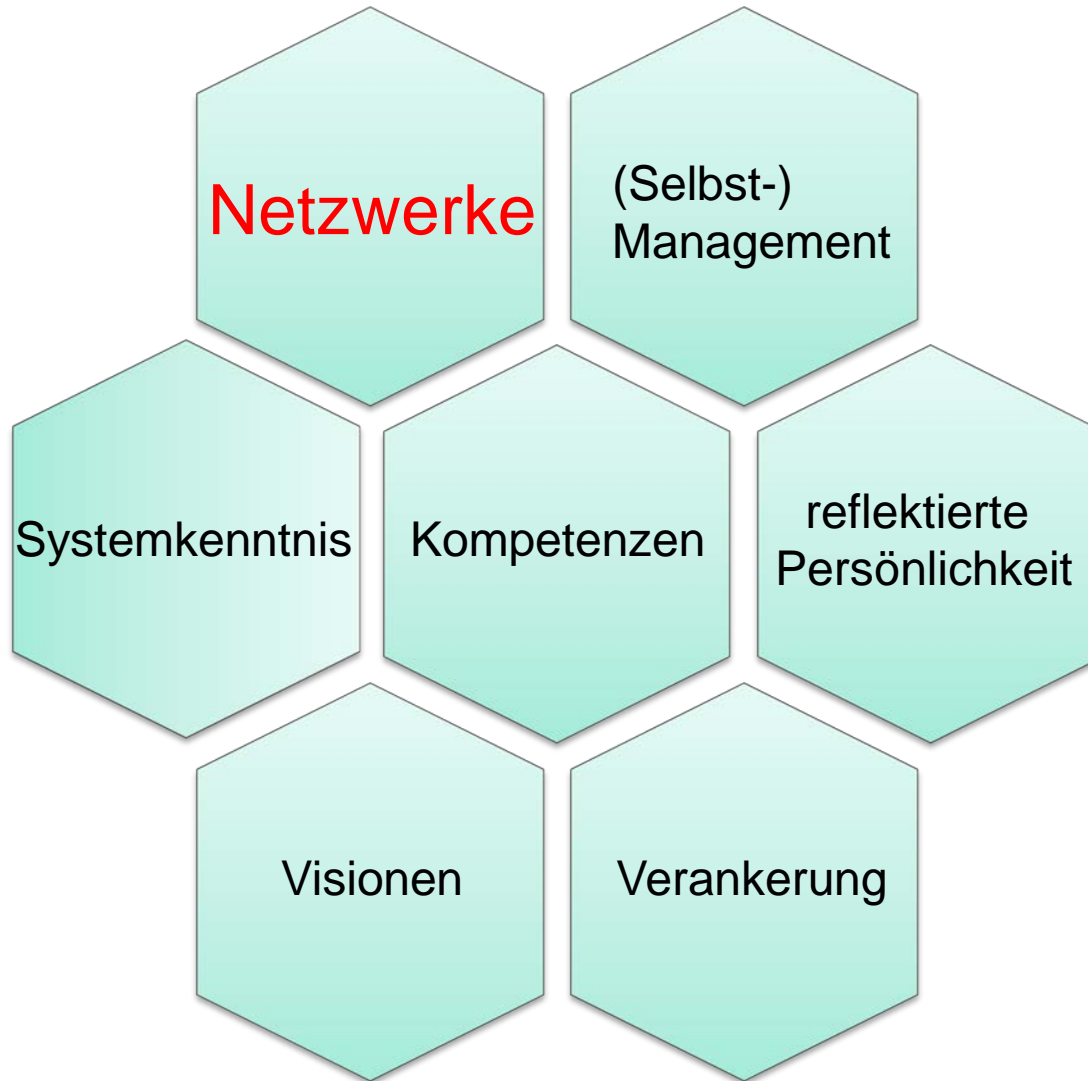 Netzwerke
(Selbst-)
Management
Systemkenntnis
Kompetenzen
reflektierte
Persönlichkeit
Visionen
Verankerung